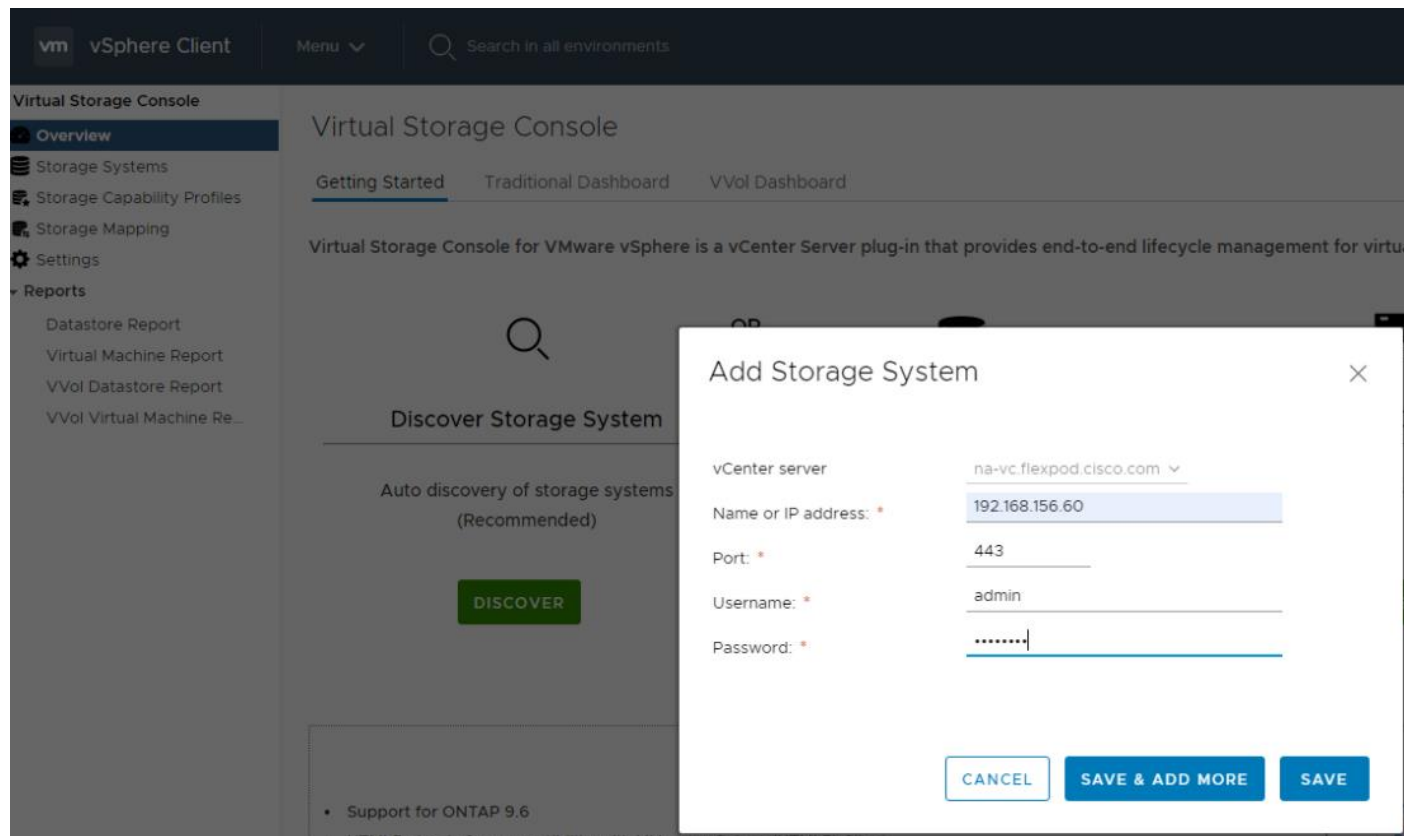 vm vSphere Client Menu Search in all environments
Virtual Storage Console
Overview
Storage Systems
Storage Capability Profiles
Storage Mapping
Settings
Reports
Datastore Report
Virtual Machine Report
VVol Datastore Report
VVol Virtual Machine Re...
Virtual Storage Console
Getting Started Traditional Dashboard VVol Dashboard
Virtual Storage Console for VMware vSphere is a vCenter Server plug-in that provides end-to-end lifecycle management for virtu
Discover Storage System
Auto discovery of storage systems
(Recommended)
DISCOVER
• Support for ONTAP 9.6
Add Storage System
vCenter server na-vc.flexpod.cisco.com
Name or IP address: * 192.168.156.60
Port: * 443
Username: * admin
Password: * ••••••••
CANCEL SAVE & ADD MORE SAVE